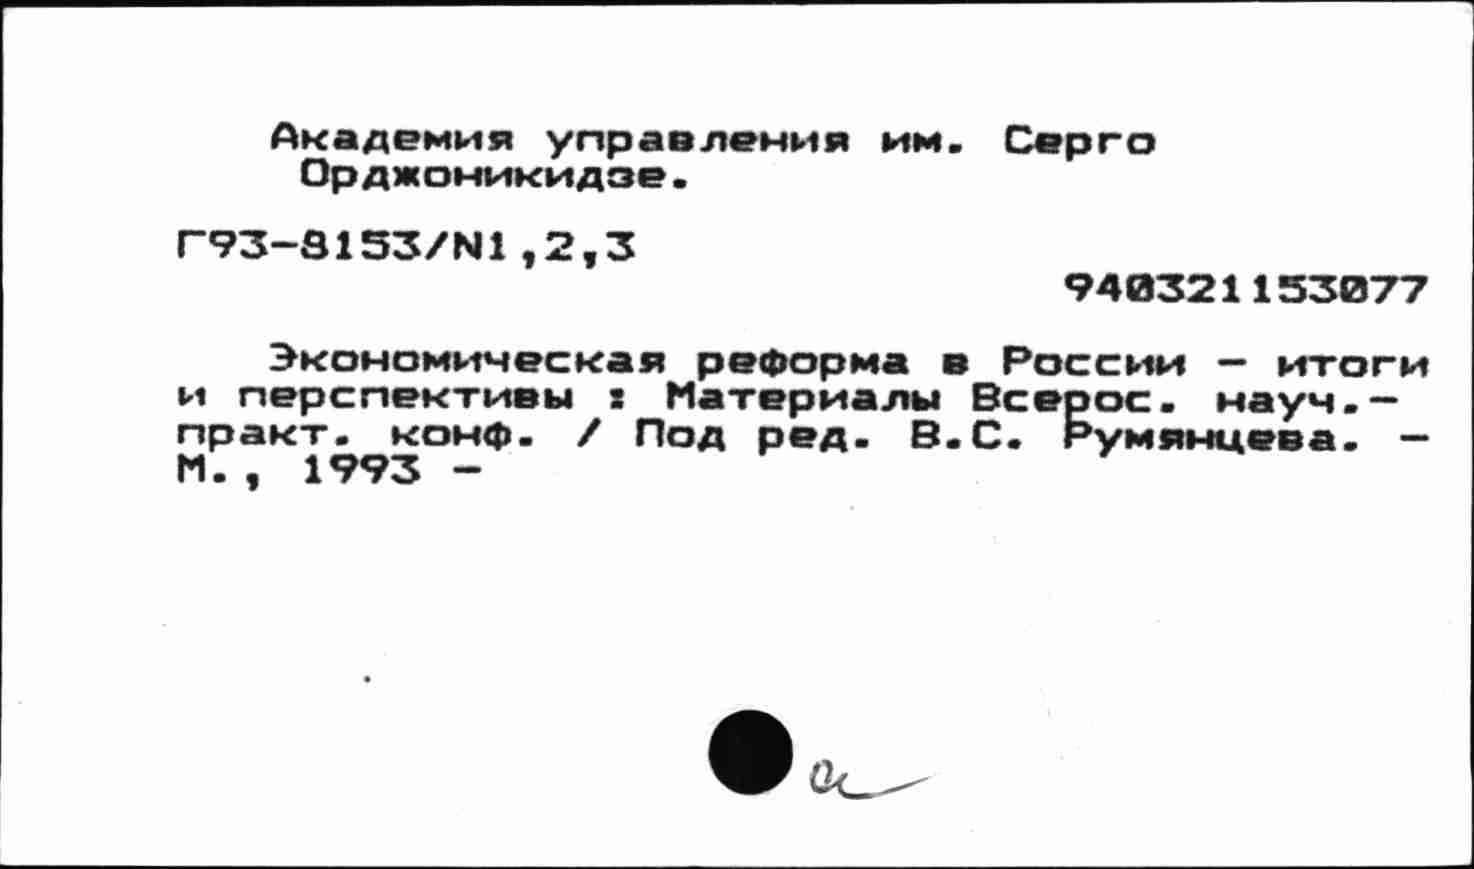 Академия управления им. Серго
Орджоникидзе.
Г93-8153/N1,2,3
940321153077
Экономическая реформа в России - итоги
и перспективы : Материалы Всерос. науч.-
практ. конф. / Под ред. В.С. Румянцева. -
М., 1993 -
а